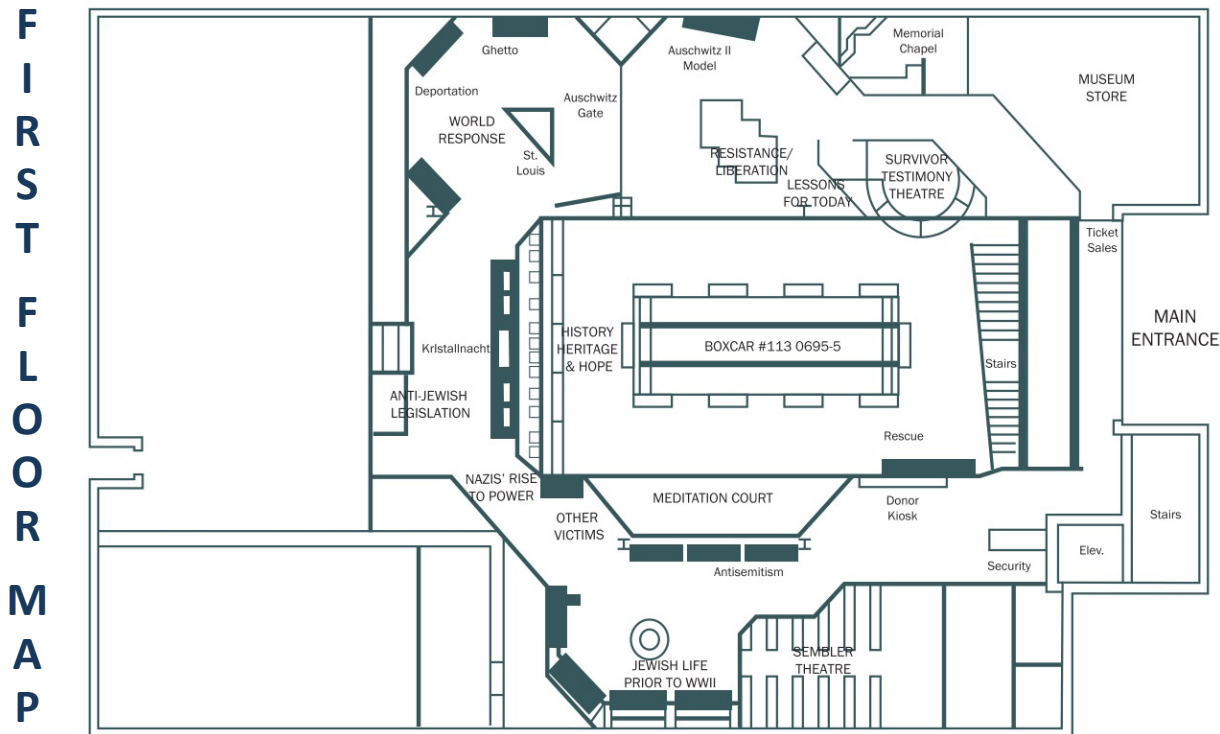 FIRST FLOOR MAP
Ghetto
Deportation
WORLD
RESPONSE
St.
Louis
Auschwitz
Gate
Auschwitz II
Model
Memorial
Chapel
MUSEUM
STORE
RESISTANCE/
LIBERATION
LESSONS
FOR TODAY
SURVIVOR
TESTIMONY
THEATRE
Ticket
Sales
MAIN
ENTRANCE
KrIstallnacht
HISTORY
HERITAGE
& HOPE
BOXCAR #113 0695-5
Stairs
ANTI-JEWISH
LEGISLATION
Rescue
NAZIS' RISE
TO POWER
OTHER
VICTIMS
MEDITATION COURT
Donor
Kiosk
Stairs
Elev.
Security
Antisemitism
JEWISH LIFE
PRIOR TO WWII
SEMBLER
THEATRE